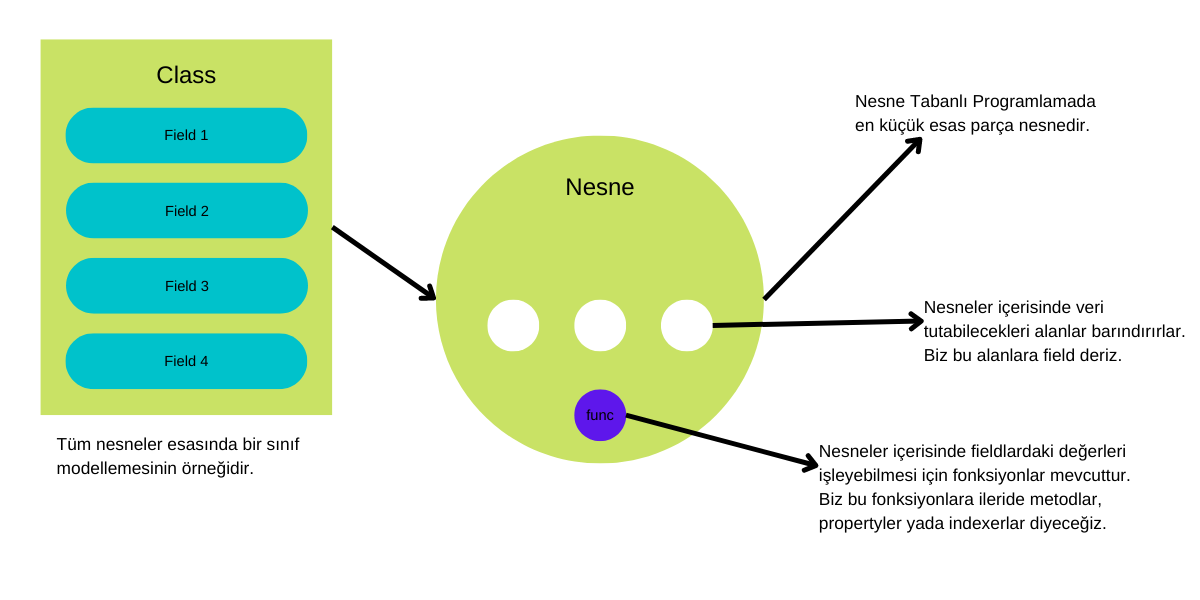 Class
Field 1
Field 2
Field 3
Field 4
Tüm nesneler esasında bir sınıf
modellemesinin örneğidir.
Nesne
func
Nesne Tabanlı Programlamada
en küçük esas parça nesnedir.
Nesneler içerisinde veri
tutabilecekleri alanlar barındırırlar.
Biz bu alanlara field deriz.
Nesneler içerisinde fieldlardaki değerleri
işleyebilmesi için fonksiyonlar mevcuttur.
Biz bu fonksiyonlara ileride metodlar,
propertyler yada indexerlar diyeceğiz.